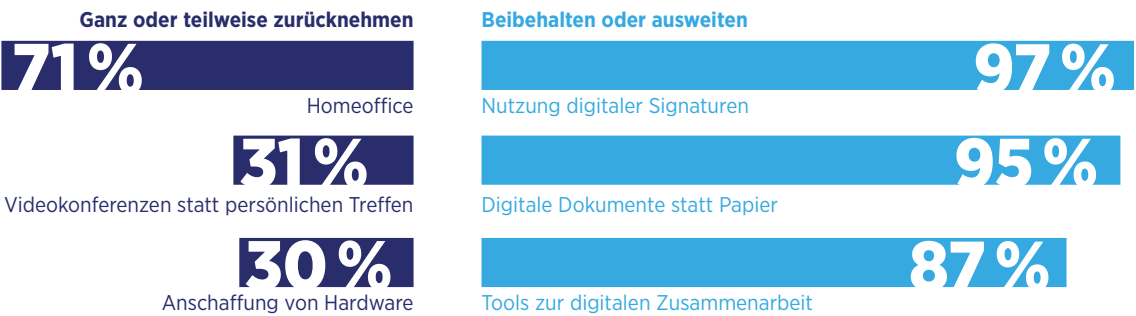 Ganz oder teilweise zurücknehmen
71 %
Homeoffice
31 %
Videokonferenzen statt persönlichen Treffen
30 %
Anschaffung von Hardware
Beibehalten oder ausweiten
97 %
Nutzung digitaler Signaturen
95 %
Digitale Dokumente statt Papier
87 %
Tools zur digitalen Zusammenarbeit